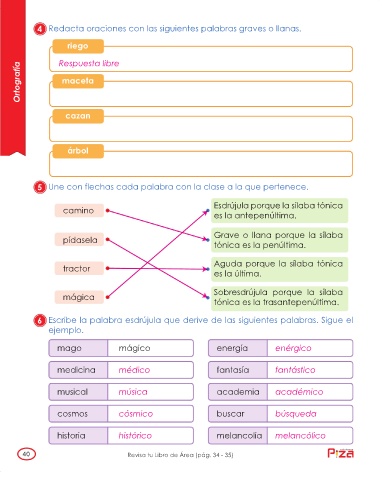 4 Redacta oraciones con las siguientes palabras graves o llanas.
riego
Respuesta libre
maceta
cazan
árbol
Ortografía
5 Une con flechas cada palabra con la clase a la que pertenece.
camino
pídasela
tractor
mágica
Esdrújula porque la sílaba tónica
es la antepenúltima.
Grave o llana porque la sílaba
tónica es la penúltima.
Aguda porque la sílaba tónica
es la última.
Sobresdrújula porque la sílaba
tónica es la trasantepenúltima.
6 Escribe la palabra esdrújula que derive de las siguientes palabras. Sigue el
ejemplo.
mago mágico energía enérgico
medicina médico fantasía fantástico
musical música academia académico
cosmos cósmico buscar búsqueda
historia histórico melancolía melancólico
40 Revisa tu Libro de Área (pág. 34 - 35) Piza